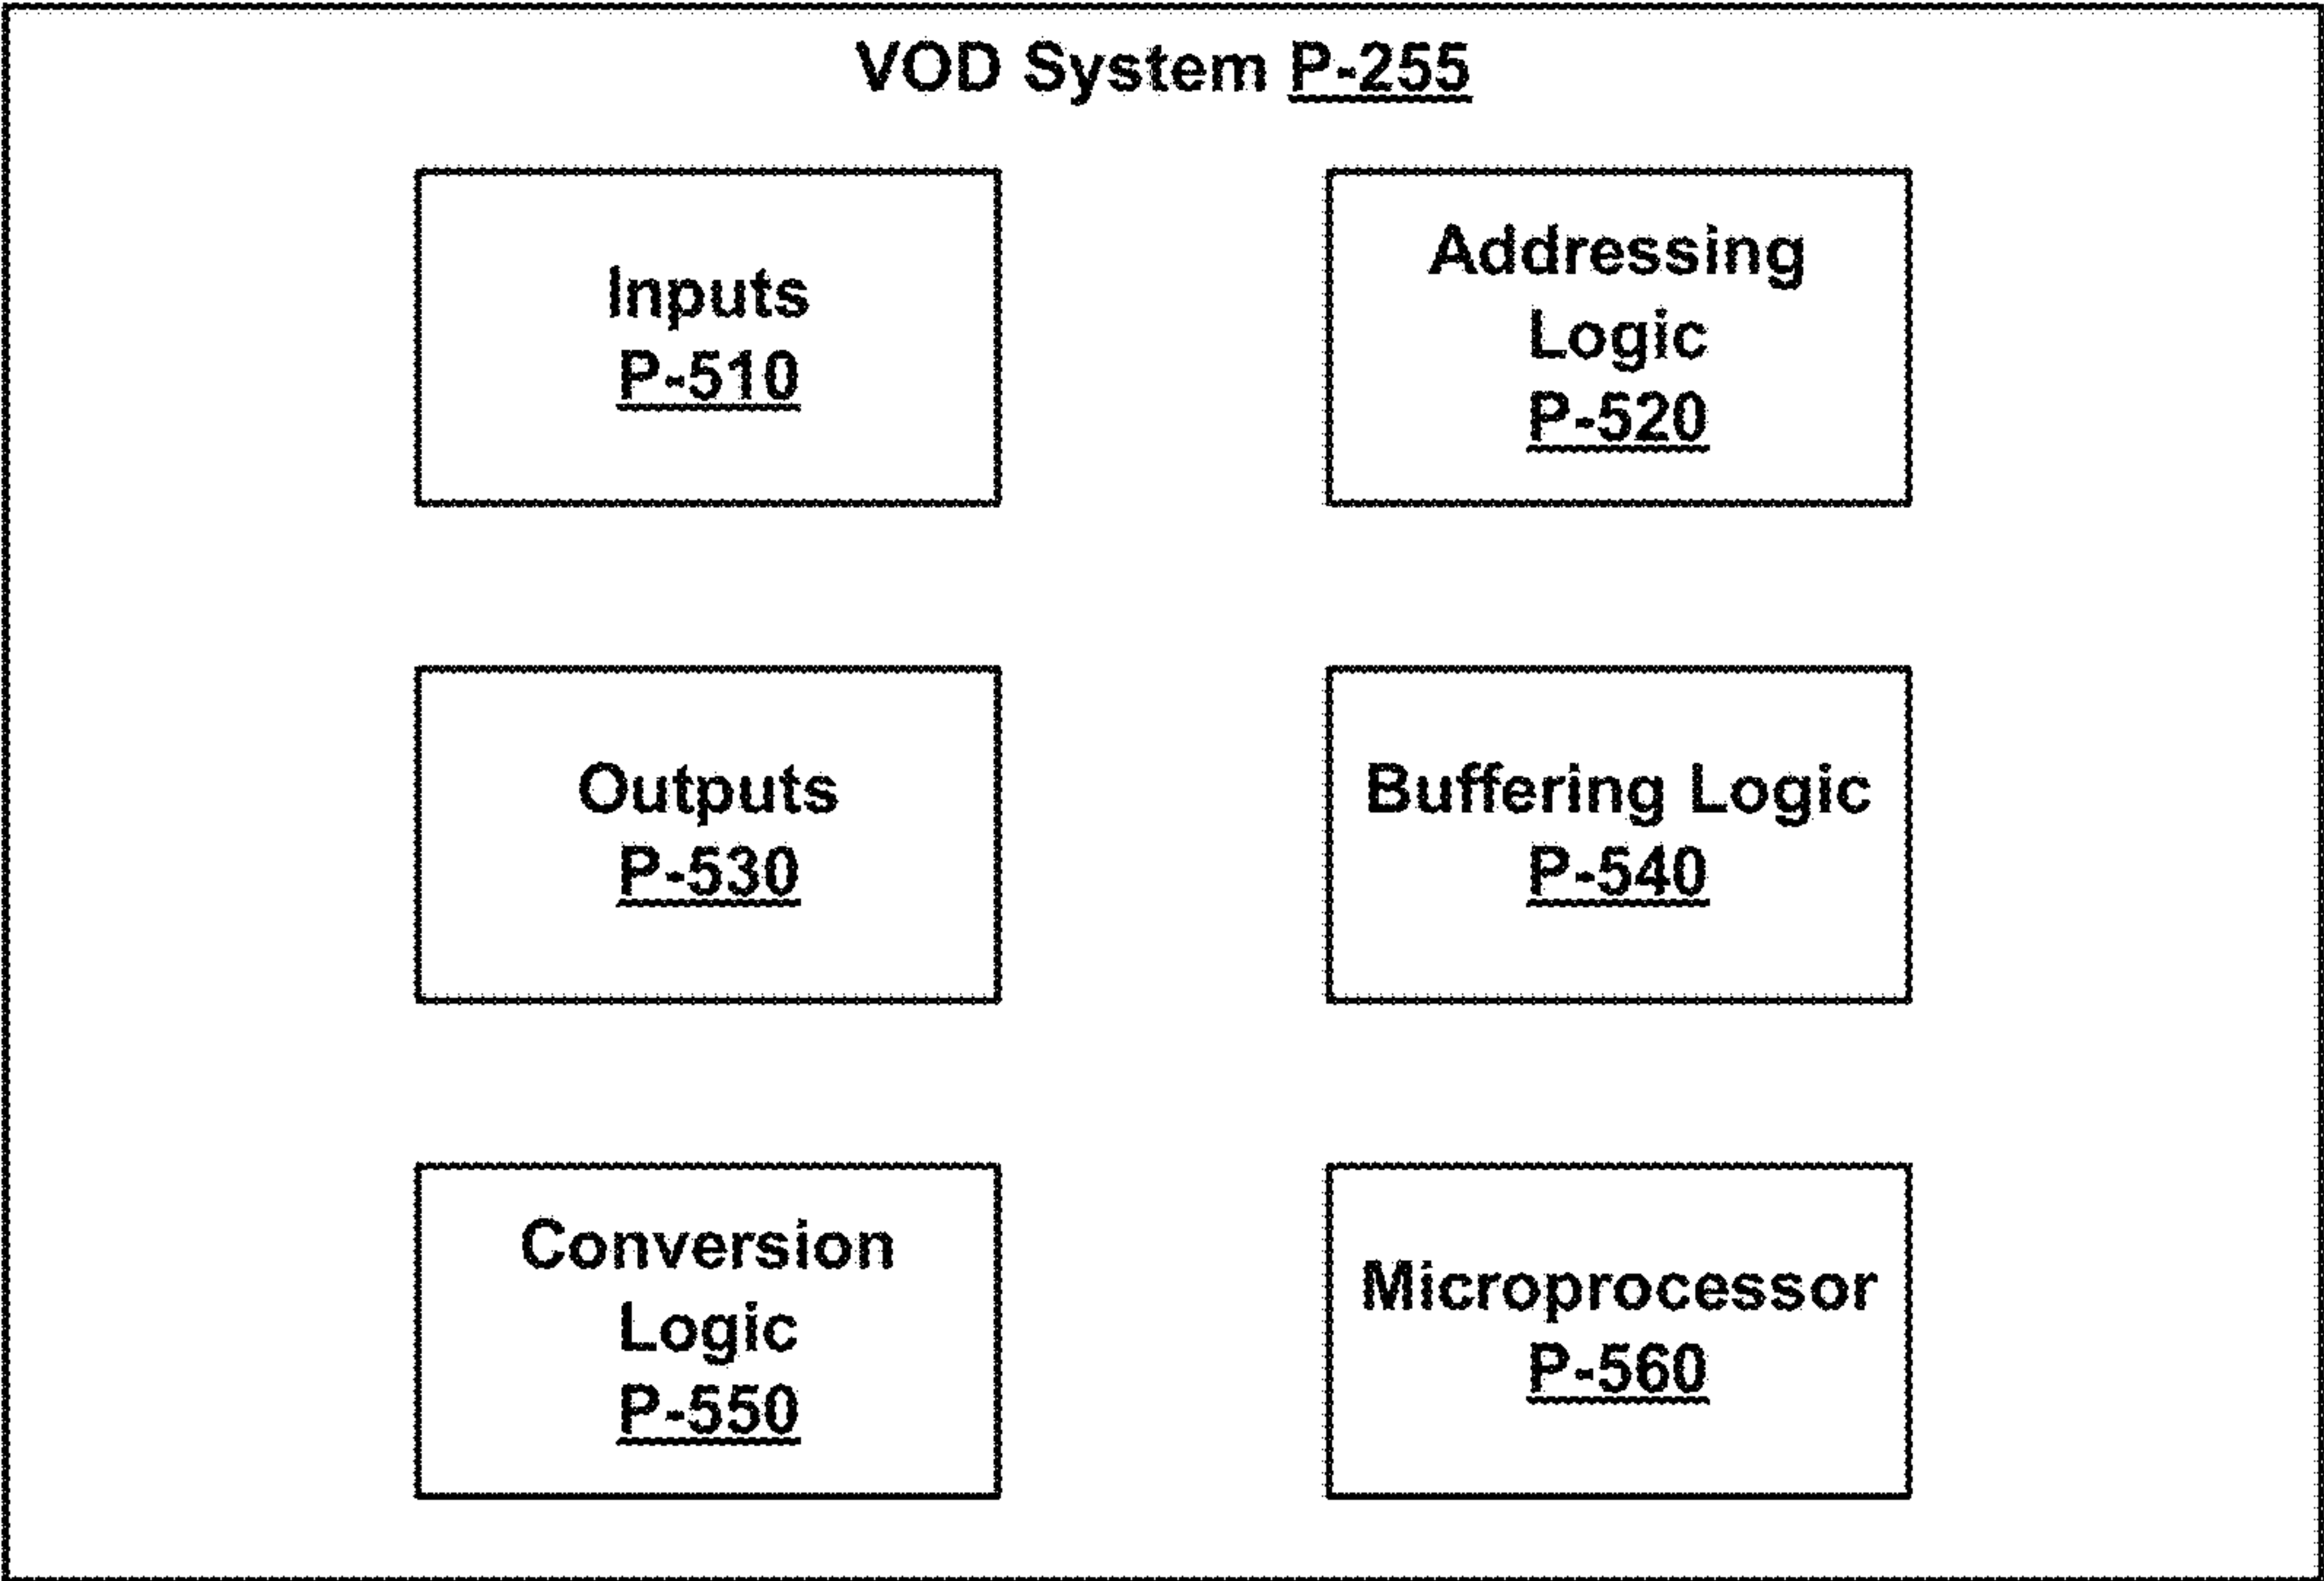 VOD System P-255
Inputs
P-510
Addressing
Logic
P-520
Outputs
P-530
Buffering Logic
P-540
Conversion
Logic
P-550
Microprocessor
P-560